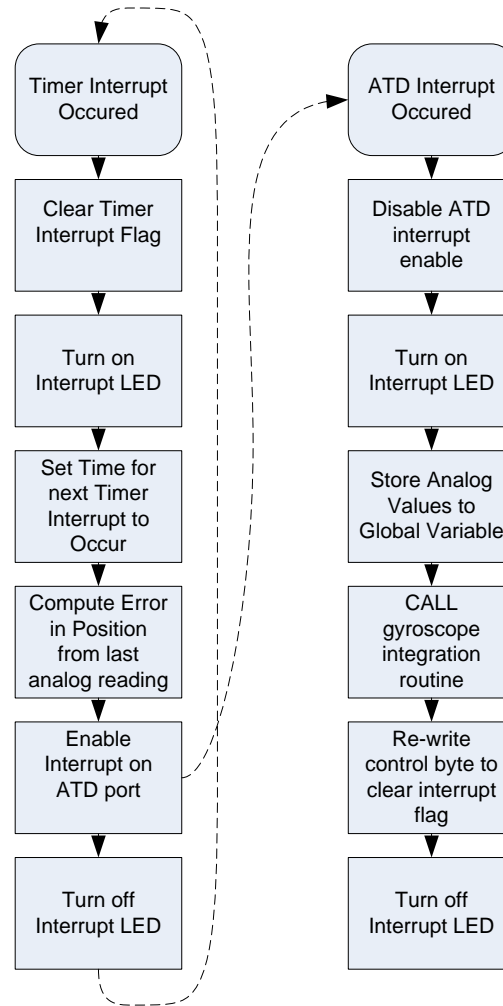 Timer Interrupt
Occured
Clear Timer
Interrupt Flag
Turn on
Interrupt LED
Set Time for
next Timer
Interrupt to
Occur
Compute Error
in Position
from last
analog reading
Enable
Interrupt on
ATD port
Turn off
Interrupt LED
ATD Interrupt
Occured
Disable ATD
interrupt
enable
Turn on
Interrupt LED
Store Analog
Values to
Global Variable
CALL
gyroscope
integration
routine
Re-write
control byte to
clear interrupt
flag
Turn off
Interrupt LED